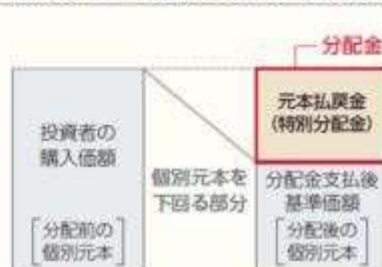 分配金
元本払戻金
(特別分配金)
投資者の
購入価額
個別元本を
下回る部分
分配金支払後
基準価額
[分配前の
個別元本]
[分配後の
個別元本]